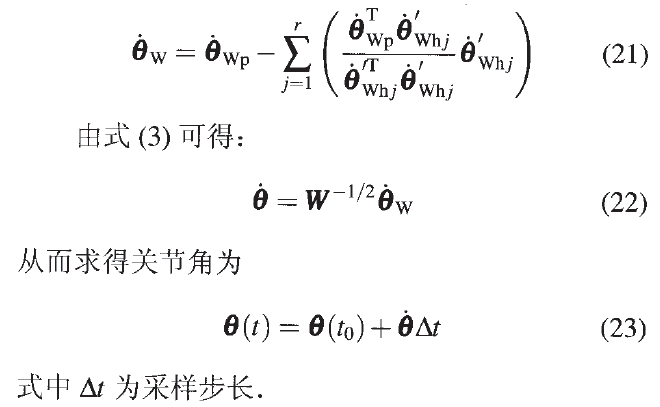 $$\dot{\boldsymbol{\theta}}_{\mathrm{W}} = \dot{\boldsymbol{\theta}}_{\mathrm{Wp}} - \sum_{j=1}^{r} \left( \frac{\dot{\boldsymbol{\theta}}_{\mathrm{Wp}}^{\mathrm{T}} \dot{\boldsymbol{\theta}}_{\mathrm{Wh}j}'}{\dot{\boldsymbol{\theta}}_{\mathrm{Wh}j}'^{\mathrm{T}} \dot{\boldsymbol{\theta}}_{\mathrm{Wh}j}'} \dot{\boldsymbol{\theta}}_{\mathrm{Wh}j}' \right) \quad (21)$$
由式 (3) 可得:
$$\dot{\boldsymbol{\theta}} = \boldsymbol{W}^{-1/2} \dot{\boldsymbol{\theta}}_{\mathrm{W}} \quad (22)$$
从而求得关节角为
$$\boldsymbol{\theta}(t) = \boldsymbol{\theta}(t_0) + \dot{\boldsymbol{\theta}} \Delta t \quad (23)$$
式中 Δt 为采样步长.